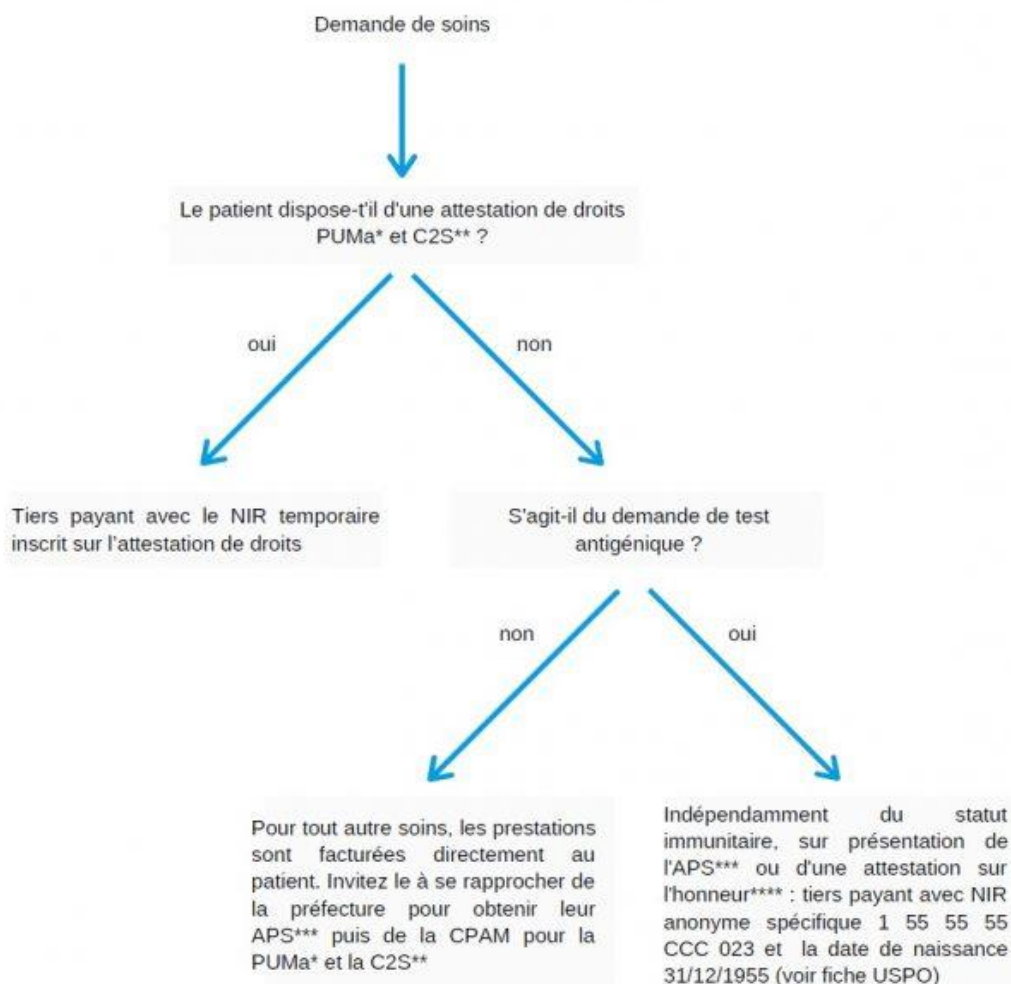 Demande de soins
Le patient dispose-t'il d'une attestation de droits
PUMa* et C2S** ?
oui
non
Tiers payant avec le NIR temporaire
inscrit sur l'attestation de droits
S'agit-il du demande de test
antigénique ?
non
oui
Pour tout autre soins, les prestations
sont facturées directement au
patient. Invitez le à se rapprocher de
la préfecture pour obtenir leur
APS*** puis de la CPAM pour la
PUMa* et la C2S**
Indépendamment du statut
immunitaire, sur présentation de
l'APS*** ou d'une attestation sur
l'honneur**** : tiers payant avec NIR
anonyme spécifique 1 55 55 55
CCC 023 et la date de naissance
31/12/1955 (voir fiche USPO)